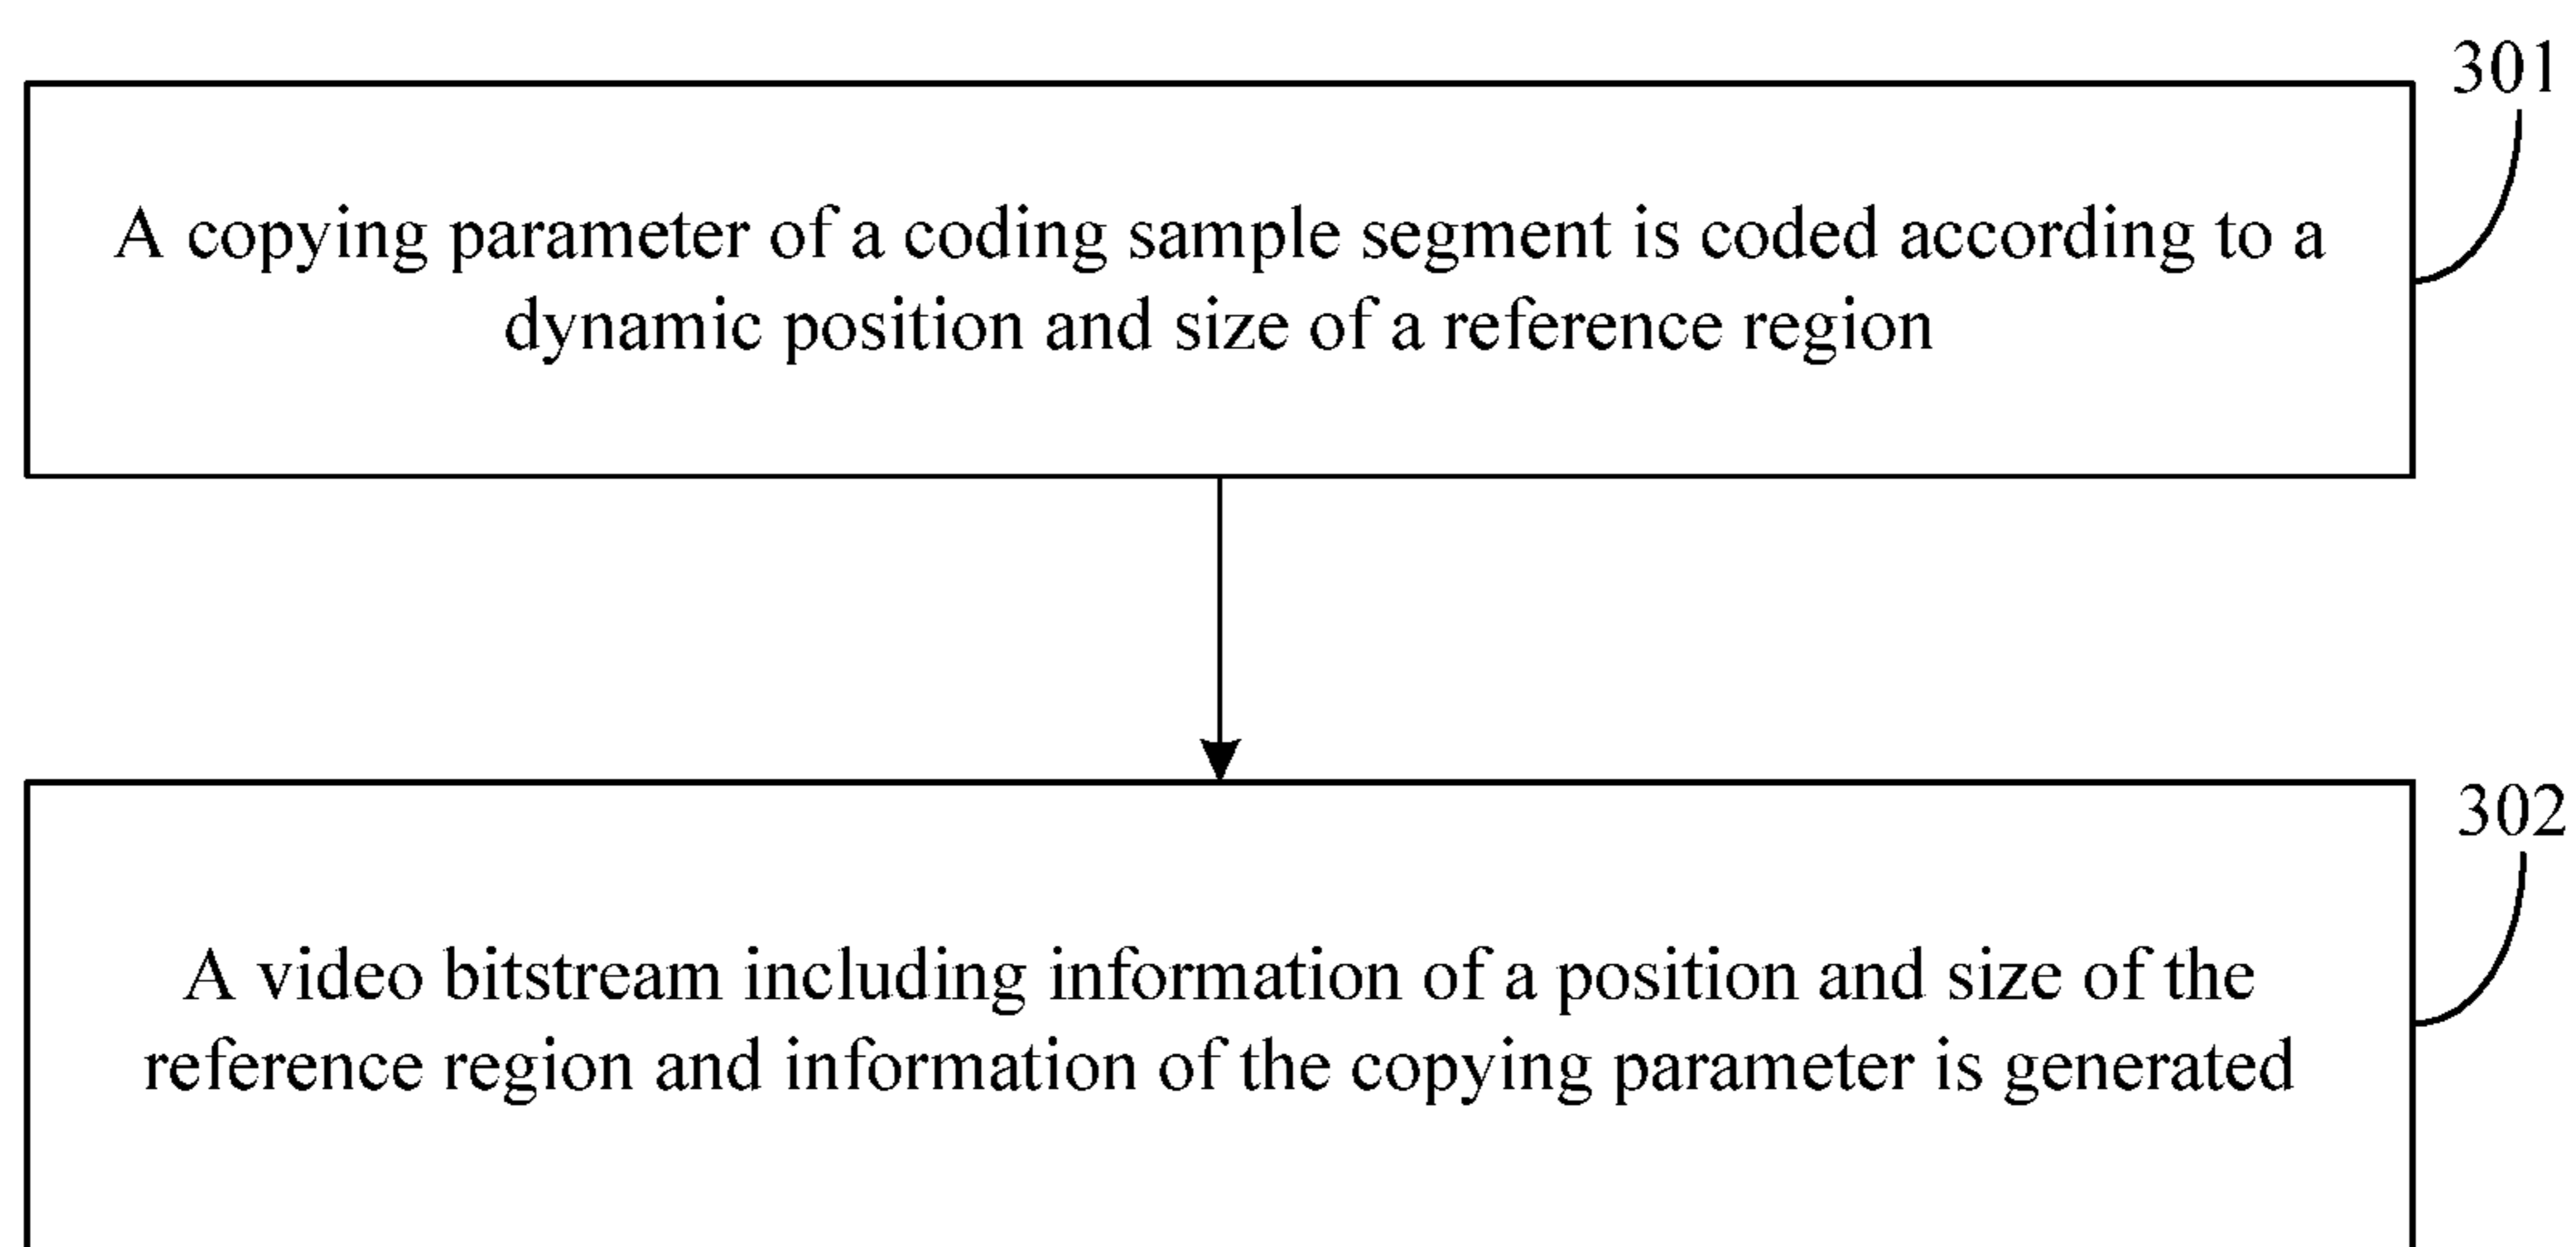 301
A copying parameter of a coding sample segment is coded according to a
dynamic position and size of a reference region
302
A video bitstream including information of a position and size of the
reference region and information of the copying parameter is generated